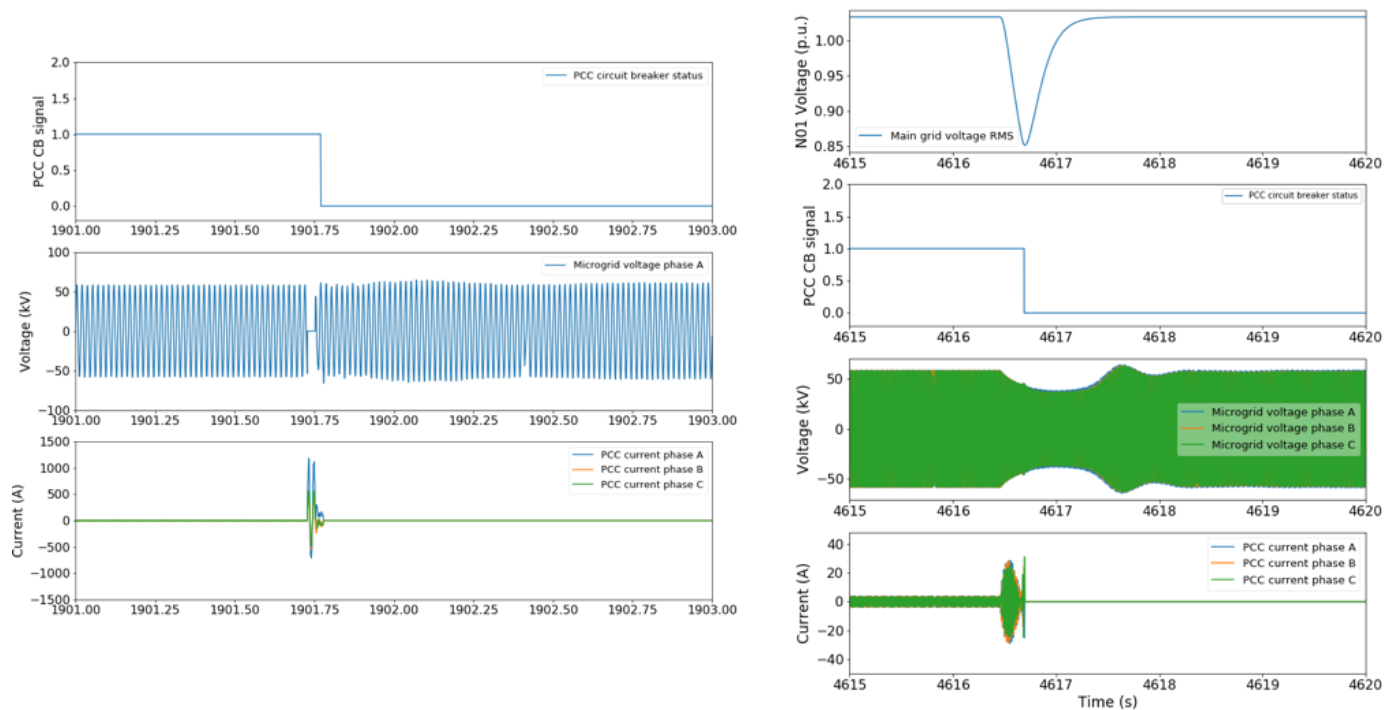 2.0
1.5
1.0
0.5
0.0
PCC CB signal
PCC circuit breaker status
1901.00 1901.25 1901.50 1901.75 1902.00 1902.25 1902.50 1902.75 1903.00
100
50
0
−50
−100
Voltage (kV)
Microgrid voltage phase A
1901.00 1901.25 1901.50 1901.75 1902.00 1902.25 1902.50 1902.75 1903.00
1500
1000
500
0
−500
−1000
−1500
Current (A)
PCC current phase A
PCC current phase B
PCC current phase C
1901.00 1901.25 1901.50 1901.75 1902.00 1902.25 1902.50 1902.75 1903.00
1.00
0.95
0.90
0.85
N01 Voltage (p.u.)
Main grid voltage RMS
4615 4616 4617 4618 4619 4620
2.0
1.5
1.0
0.5
0.0
PCC CB signal
PCC circuit breaker status
4615 4616 4617 4618 4619 4620
50
0
−50
Voltage (kV)
Microgrid voltage phase A
Microgrid voltage phase B
Microgrid voltage phase C
4615 4616 4617 4618 4619 4620
40
20
0
−20
−40
Current (A)
PCC current phase A
PCC current phase B
PCC current phase C
4615 4616 4617 4618 4619 4620
Time (s)